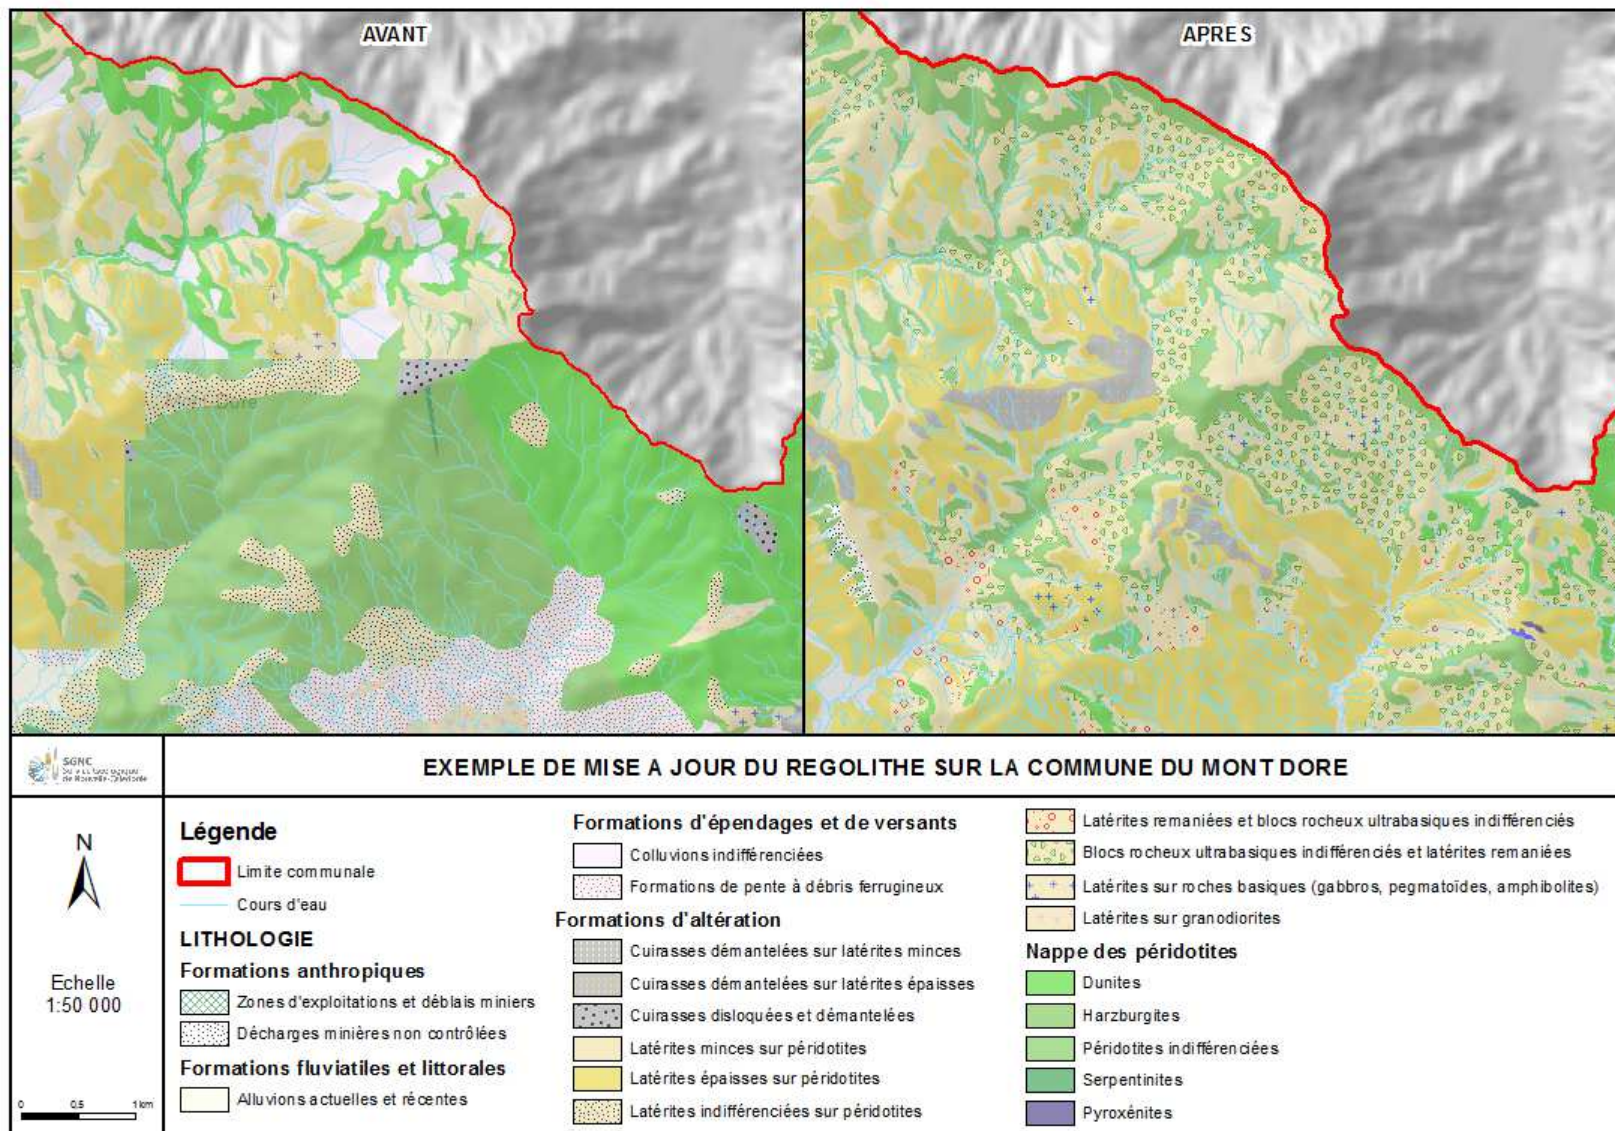 AVANT
APRES
SGNC
Service Géologique
de Nouvelle-Calédonie
EXEMPLE DE MISE A JOUR DU REGOLITHE SUR LA COMMUNE DU MONT DORE
N
Echelle
1:50 000
0 0,5 1 km
Légende
Limite communale
Cours d'eau
LITHOLOGIE
Formations anthropiques
Zones d'exploitations et déblais miniers
Décharges minières non contrôlées
Formations fluviatiles et littorales
Alluvions actuelles et récentes
Formations d'épendages et de versants
Colluvions indifférenciées
Formations de pente à débris ferrugineux
Formations d'altération
Cuirasses démantelées sur latérites minces
Cuirasses démantelées sur latérites épaisses
Cuirasses disloquées et démantelées
Latérites minces sur péridotites
Latérites épaisses sur péridotites
Latérites indifférenciées sur péridotites
Latérites remaniées et blocs rocheux ultrabasiques indifférenciés
Blocs rocheux ultrabasiques indifférenciés et latérites remaniées
Latérites sur roches basiques (gabbros, pegmatoïdes, amphibolites)
Latérites sur granodiorites
Nappe des péridotites
Dunites
Harzburgites
Péridotites indifférenciées
Serpentinites
Pyroxénites